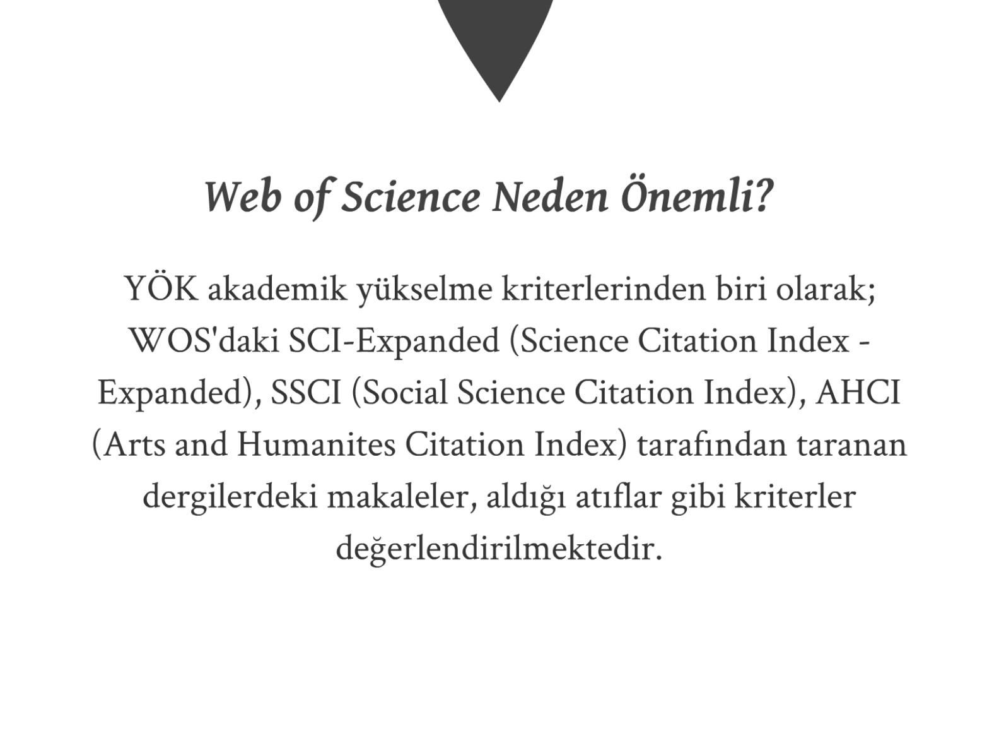 Web of Science Neden Önemli?
YÖK akademik yükselme kriterlerinden biri olarak;
WOS'daki SCI-Expanded (Science Citation Index -
Expanded), SSCI (Social Science Citation Index), AHCI
(Arts and Humanites Citation Index) tarafından taranan
dergilerdeki makaleler, aldığı atıflar gibi kriterler
değerlendirilmektedir.